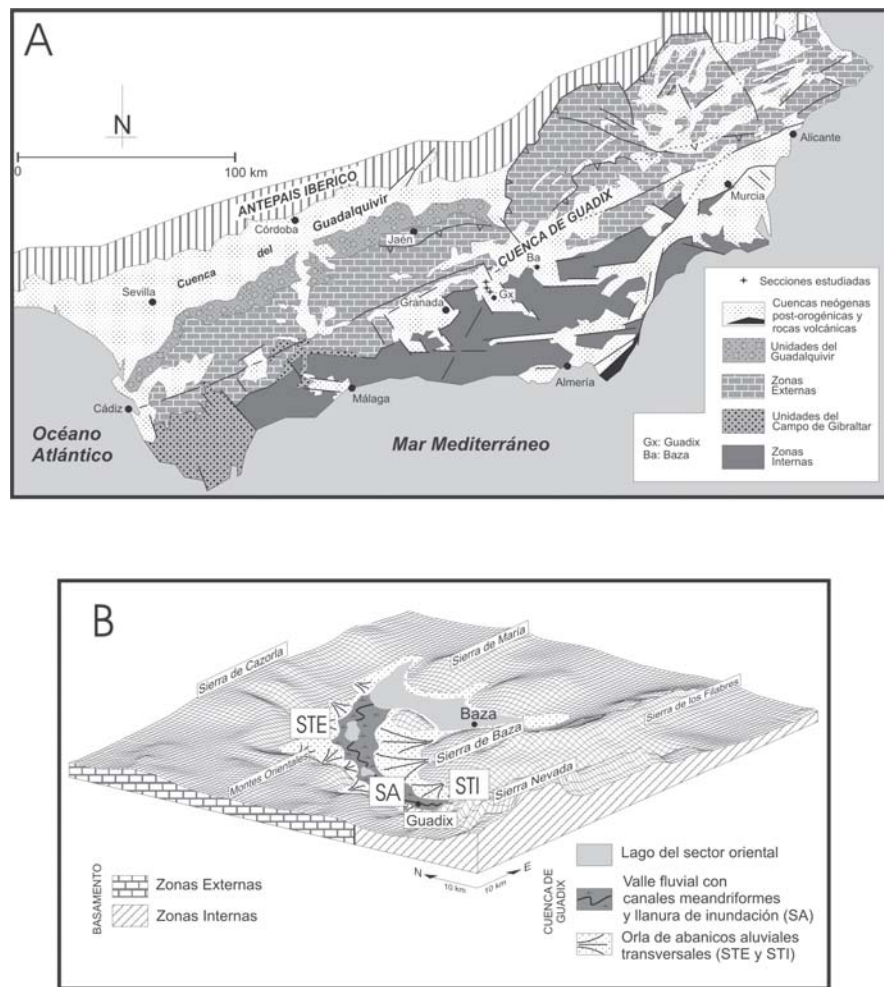 A
N
0
100 km
ANTEPAIS IBERICO
Córdoba
Cuenca del Guadalquivir
Jaén
Sevilla
CUENCA DE GUADIX
Ba
Gx
Granada
Alicante
Murcia
Almería
Málaga
Cádiz
Océano
Atlántico
Mar Mediterráneo
Secciones estudiadas
Cuencas neógenas
post-orogénicas y
rocas volcánicas
Unidades del
Guadalquivir
Zonas
Externas
Unidades del
Campo de Gibraltar
Zonas
Internas
Gx: Guadix
Ba: Baza
B
Sierra de Cazorla
Sierra de María
Sierra de los Filabres
Baza
Sierra de Baza
STE
Montes Orientales
SA
STI
Sierra Nevada
Guadix
N
E
10 km
10 km
BASAMENTO
Zonas Externas
Zonas Internas
CUENCA DE
GUADIX
Lago del sector oriental
Valle fluvial con
canales meandriformes
y llanura de inundación (SA)
Orla de abanicos aluviales
transversales (STE y STI)